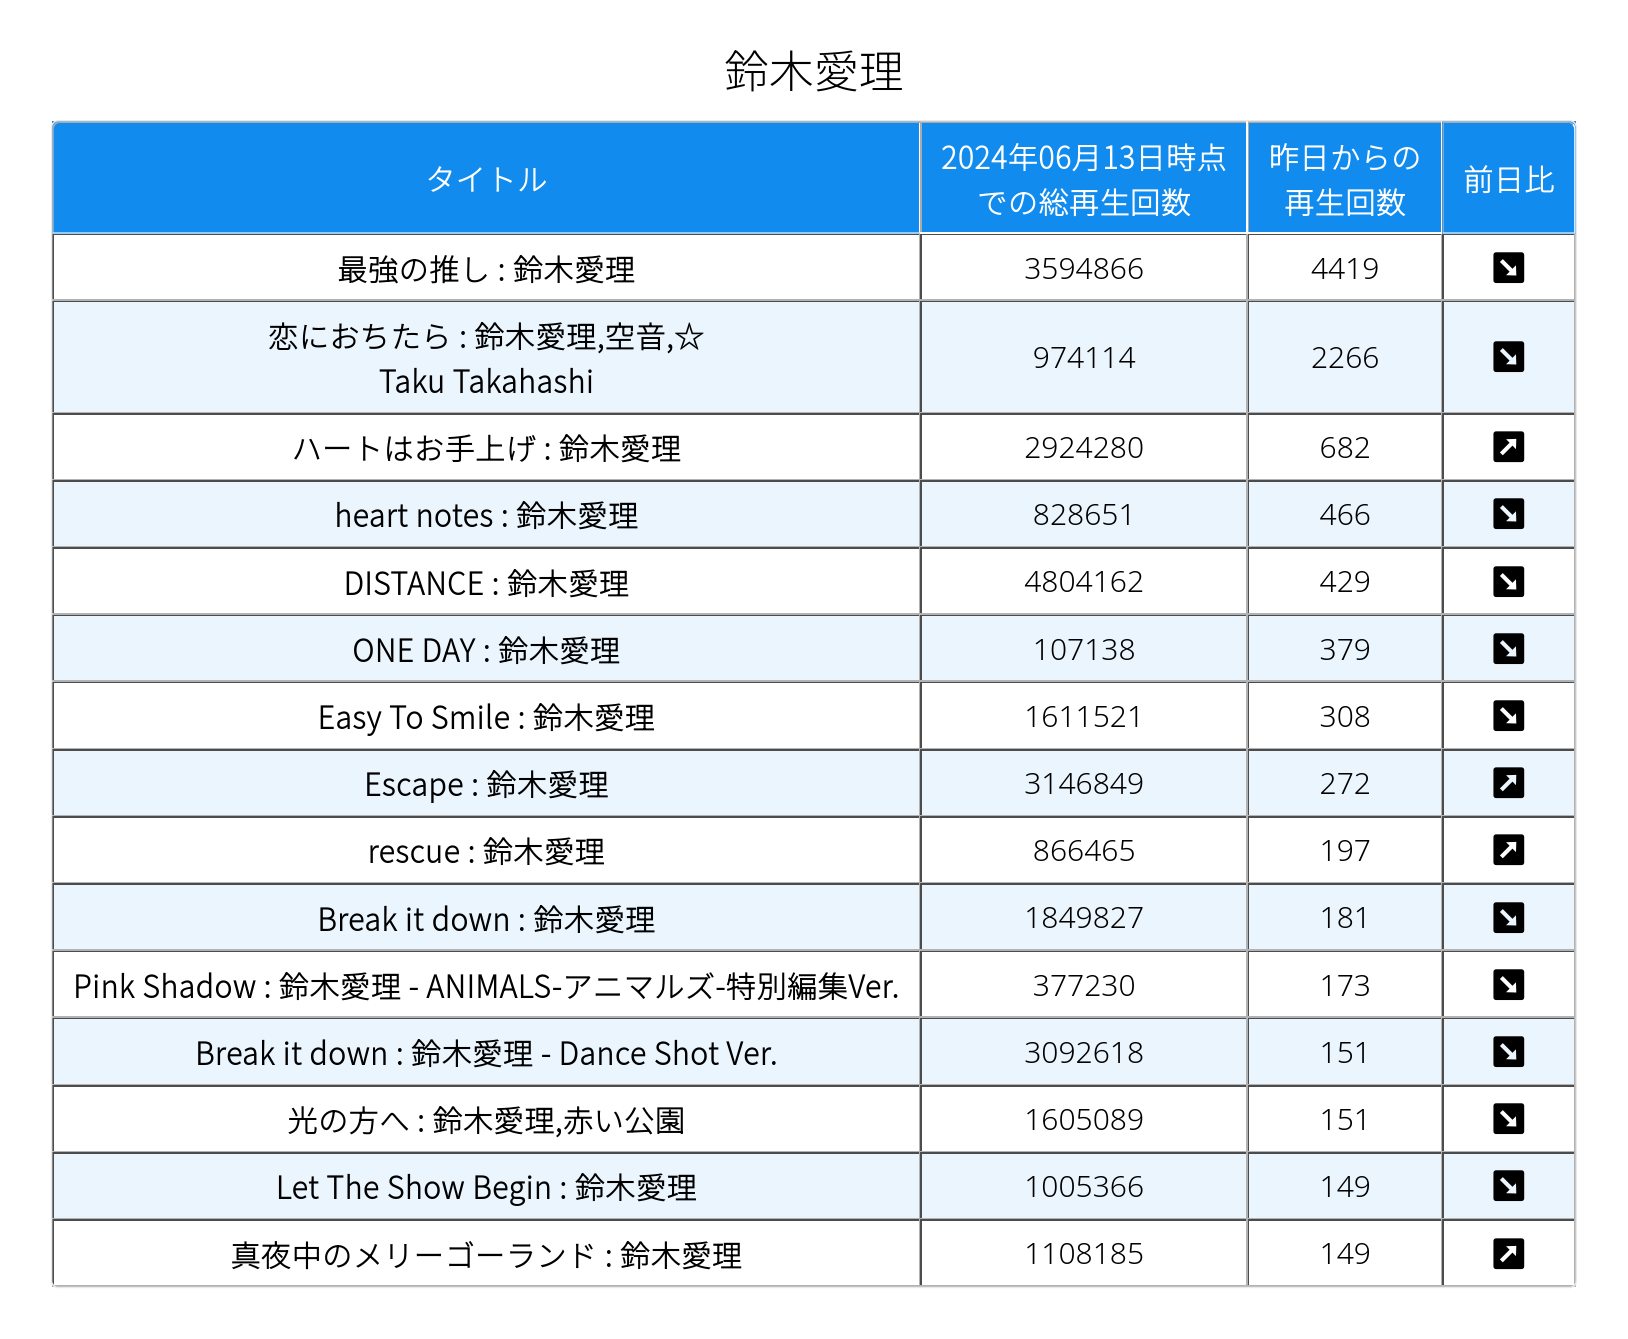 鈴木愛理
タイトル
2024年06月13日時点
での総再生回数
昨日からの
再生回数
前日比
最強の推し : 鈴木愛理 3594866 4419
恋におちたら : 鈴木愛理,空音,☆
Taku Takahashi 974114 2266
ハートはお手上げ : 鈴木愛理 2924280 682
heart notes : 鈴木愛理 828651 466
DISTANCE : 鈴木愛理 4804162 429
ONE DAY : 鈴木愛理 107138 379
Easy To Smile : 鈴木愛理 1611521 308
Escape : 鈴木愛理 3146849 272
rescue : 鈴木愛理 866465 197
Break it down : 鈴木愛理 1849827 181
Pink Shadow : 鈴木愛理 - ANIMALS-アニマルズ-特別編集Ver. 377230 173
Break it down : 鈴木愛理 - Dance Shot Ver. 3092618 151
光の方へ : 鈴木愛理,赤い公園 1605089 151
Let The Show Begin : 鈴木愛理 1005366 149
真夜中のメリーゴーランド : 鈴木愛理 1108185 149